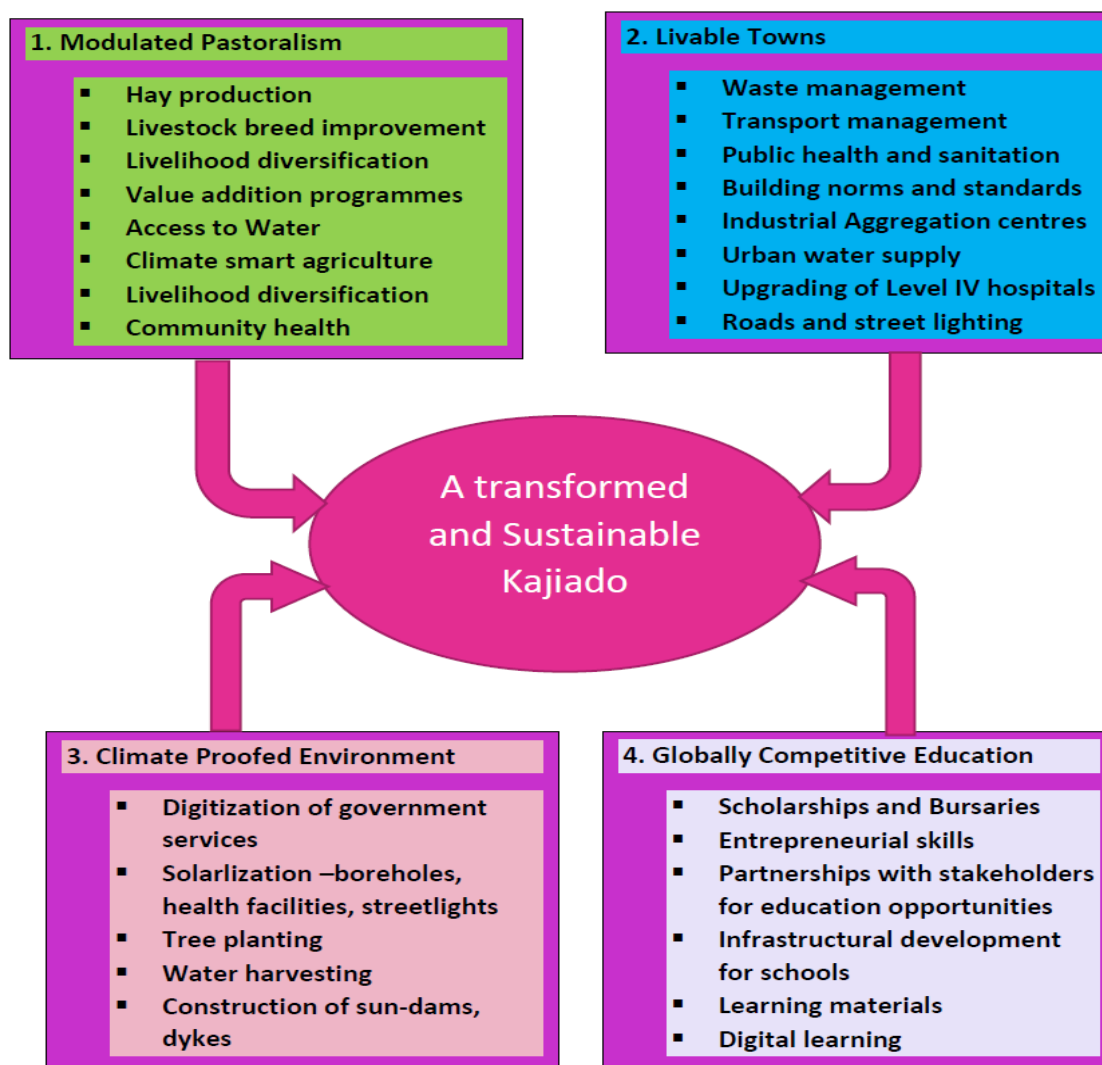 1. Modulated Pastoralism
▪ Hay production
▪ Livestock breed improvement
▪ Livelihood diversification
▪ Value addition programmes
▪ Access to Water
▪ Climate smart agriculture
▪ Livelihood diversification
▪ Community health
2. Livable Towns
▪ Waste management
▪ Transport management
▪ Public health and sanitation
▪ Building norms and standards
▪ Industrial Aggregation centres
▪ Urban water supply
▪ Upgrading of Level IV hospitals
▪ Roads and street lighting
A transformed
and Sustainable
Kajiado
3. Climate Proofed Environment
▪ Digitization of government
services
▪ Solarlization –boreholes,
health facilities, streetlights
▪ Tree planting
▪ Water harvesting
▪ Construction of sun-dams,
dykes
4. Globally Competitive Education
▪ Scholarships and Bursaries
▪ Entrepreneurial skills
▪ Partnerships with stakeholders
for education opportunities
▪ Infrastructural development
for schools
▪ Learning materials
▪ Digital learning